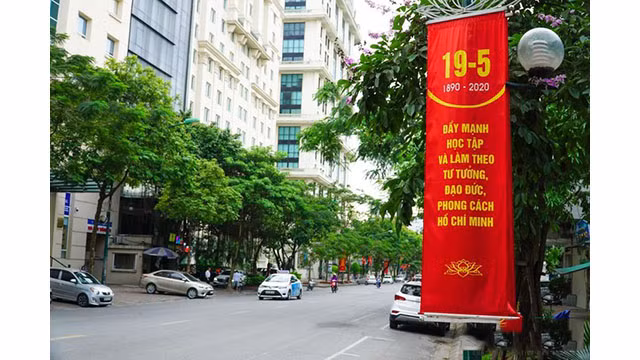 19-5
1890 - 2020
ĐẨY MẠNH
HỌC TẬP
VÀ LÀM THEO
TƯ TƯỞNG,
ĐẠO ĐỨC,
PHONG CÁCH
HỒ CHÍ MINH